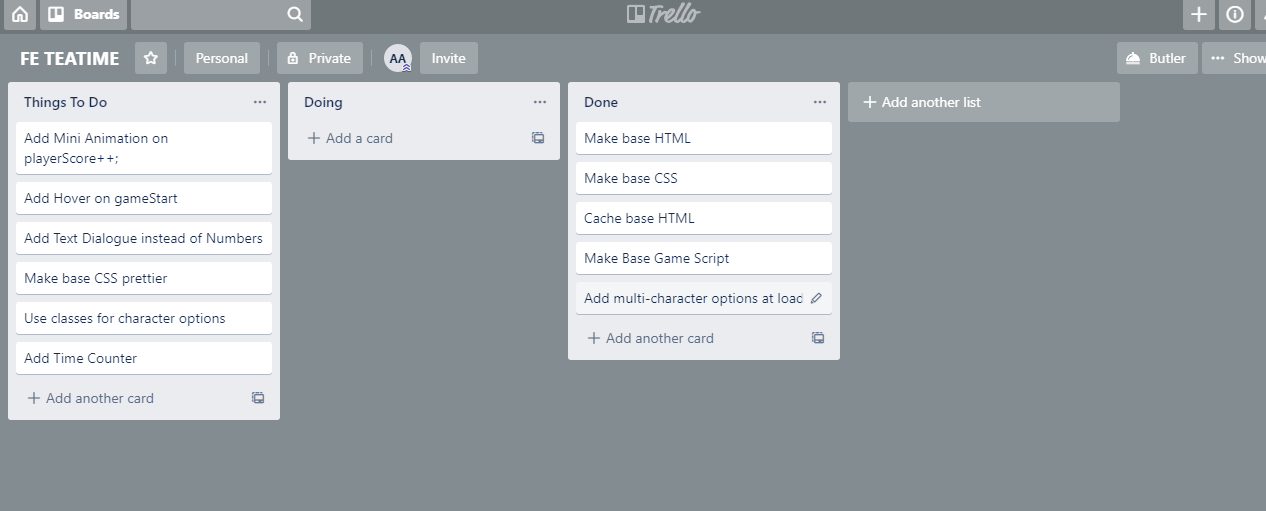 Boards
Trello
FE TEATIME
Personal
Private
AA
Invite
Butler
Show
Things To Do
Add Mini Animation on
playerScore++;
Add Hover on gameStart
Add Text Dialogue instead of Numbers
Make base CSS prettier
Use classes for character options
Add Time Counter
Add another card
Doing
Add a card
Done
Make base HTML
Make base CSS
Cache base HTML
Make Base Game Script
Add multi-character options at load
Add another card
Add another list